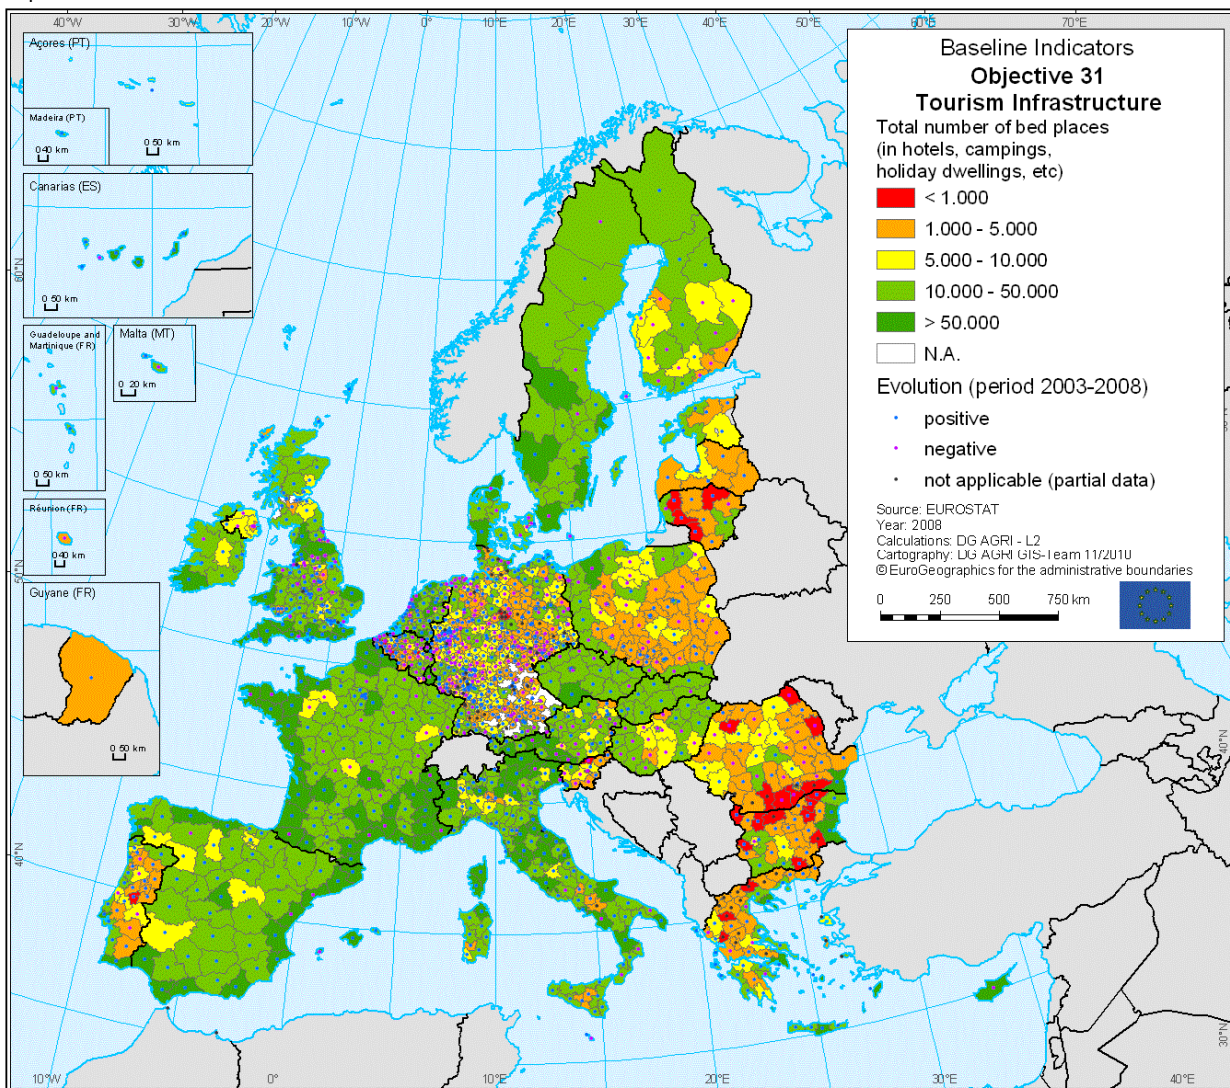 40°W
30°W
20°W
10°W
0°
10°E
20°E
30°E
40°E
50°E
60°E
70°E
Açores (PT)
Madeira (PT)
0 40 km
0 50 km
Canarias (ES)
0 50 km
60°N
Guadeloupe and
Martinique (FR)
0 50 km
Malta (MT)
0 20 km
Réunion (FR)
0 40 km
50°N
Guyane (FR)
0 50 km
40°N
Baseline Indicators
Objective 31
Tourism Infrastructure
Total number of bed places
(in hotels, campings,
holiday dwellings, etc)
< 1.000
1.000 - 5.000
5.000 - 10.000
10.000 - 50.000
> 50.000
N.A.
Evolution (period 2003-2008)
positive
negative
not applicable (partial data)
Source: EUROSTAT
Year: 2008
Calculations: DG AGRI - L2
Cartography: DG AGRI GIS-Team 11/2010
© EuroGeographics for the administrative boundaries
0 250 500 750 km
40°N
30°N
10°W
0°
10°E
20°E
30°E
40°E